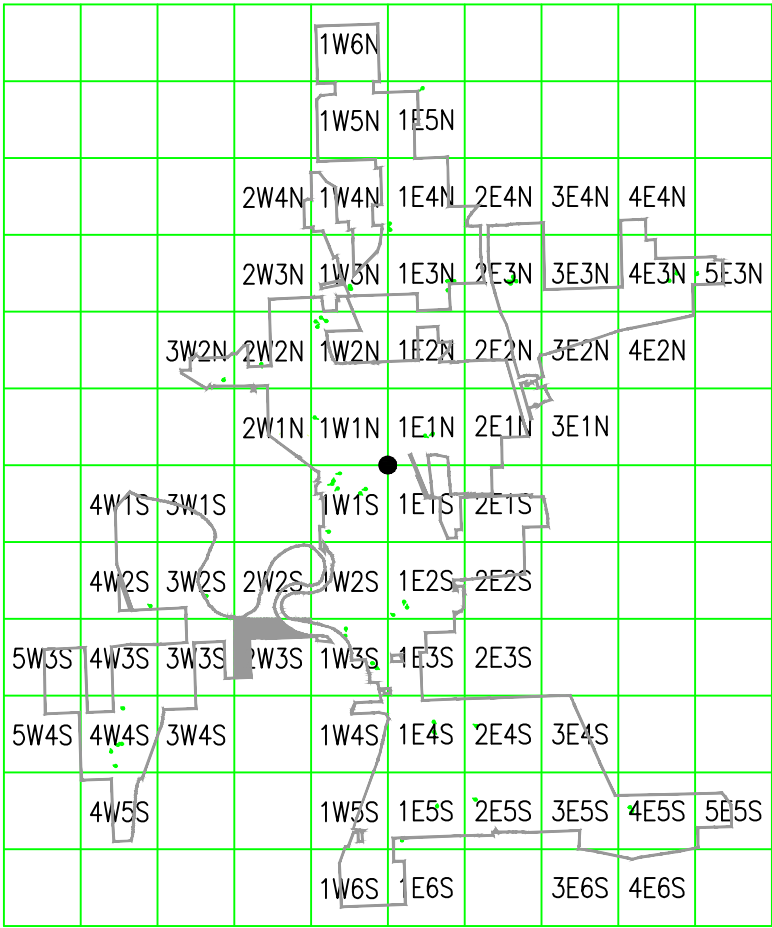 1W6N
1W5N 1E5N
2W4N 1W4N 1E4N 2E4N 3E4N 4E4N
2W3N 1W3N 1E3N 2E3N 3E3N 4E3N 5E3N
3W2N 2W2N 1W2N 1E2N 2E2N 3E2N 4E2N
2W1N 1W1N 1E1N 2E1N 3E1N
4W1S 3W1S 1W1S 1E1S 2E1S
4W2S 3W2S 2W2S 1W2S 1E2S 2E2S
5W3S 4W3S 3W3S 2W3S 1W3S 1E3S 2E3S
5W4S 4W4S 3W4S 1W4S 1E4S 2E4S 3E4S
4W5S 1W5S 1E5S 2E5S 3E5S 4E5S 5E5S
1W6S 1E6S 3E6S 4E6S